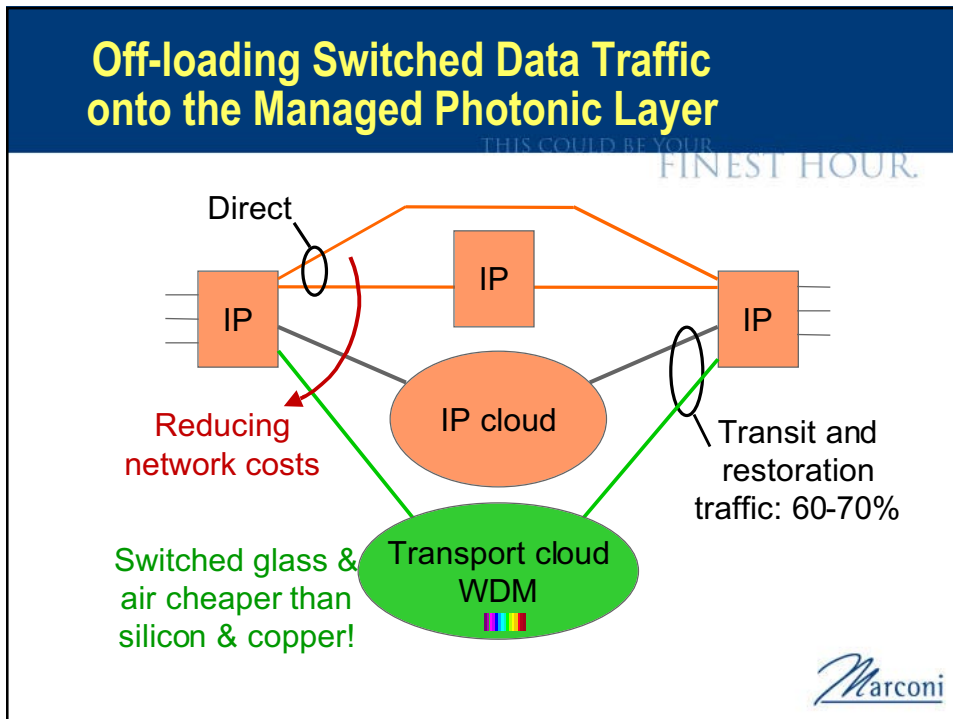 Off-loading Switched Data Traffic
onto the Managed Photonic Layer
THIS COULD BE YOUR
FINEST HOUR.
Direct
IP
IP
IP
IP cloud
Reducing
network costs
Transit and
restoration
traffic: 60-70%
Switched glass &
air cheaper than
silicon & copper!
Transport cloud
WDM
Marconi